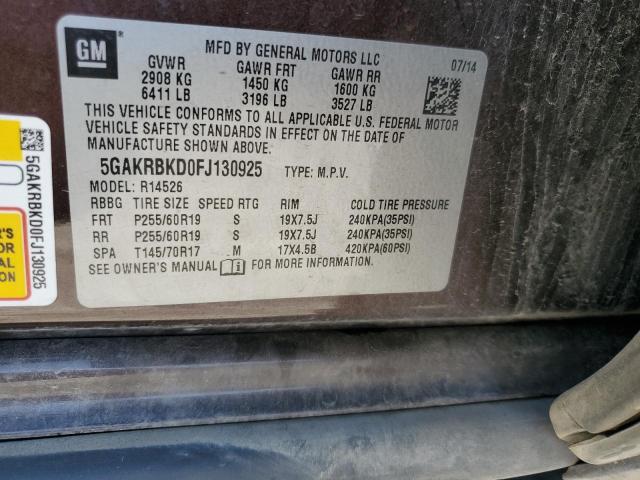 GM
MFD BY GENERAL MOTORS LLC
07/14
GVWR GAWR FRT GAWR RR
2908 KG 1450 KG 1600 KG
6411 LB 3196 LB 3527 LB
THIS VEHICLE CONFORMS TO ALL APPLICABLE U.S. FEDERAL MOTOR
VEHICLE SAFETY STANDARDS IN EFFECT ON THE DATE OF
MANUFACTURE SHOWN ABOVE.
5GAKRBKD0FJ130925 TYPE: M.P.V.
MODEL: R14526
RBBG TIRE SIZE SPEED RTG RIM COLD TIRE PRESSURE
FRT P255/60R19 S 19X7.5J 240KPA(35PSI)
RR P255/60R19 S 19X7.5J 240KPA(35PSI)
SPA T145/70R17 M 17X4.5B 420KPA(60PSI)
SEE OWNER'S MANUAL FOR MORE INFORMATION.
5GAKRBKD0FJ130925
R'S
FOR
AL
TION